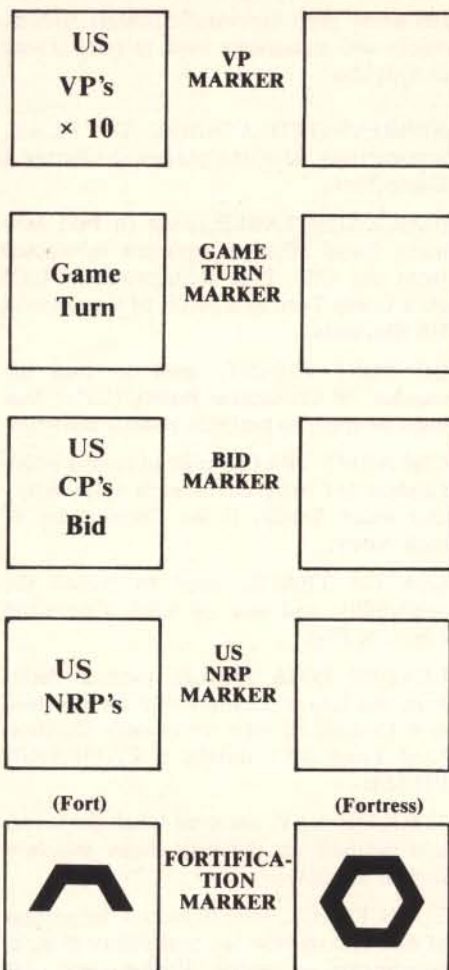 US
VP's
× 10
VP
MARKER
Game
Turn
GAME
TURN
MARKER
US
CP's
Bid
BID
MARKER
US
NRP's
US
NRP
MARKER
(Fort)
(Fortress)
FORTIFICA-
TION
MARKER